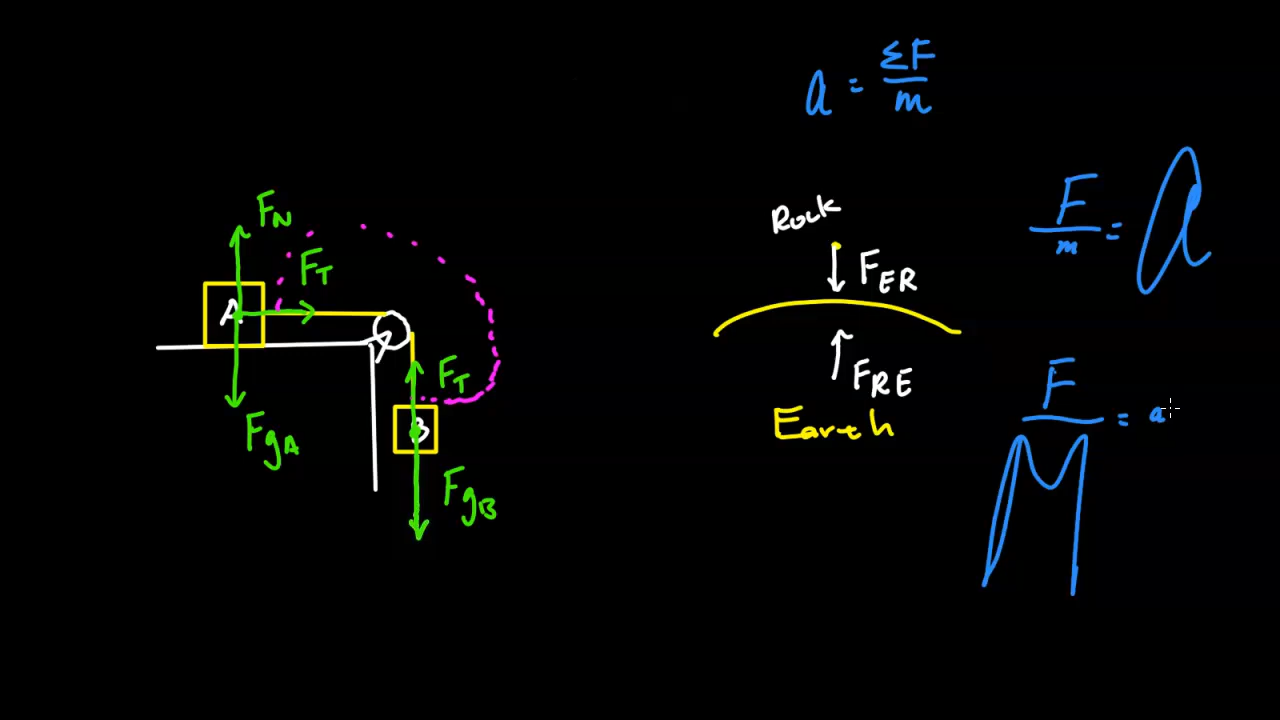 a = ΣF/m
F_N
F_T
A
F_gA
F_T
B
F_gB
Rock
F_ER
F_RE
Earth
F/m = a
F/M = a